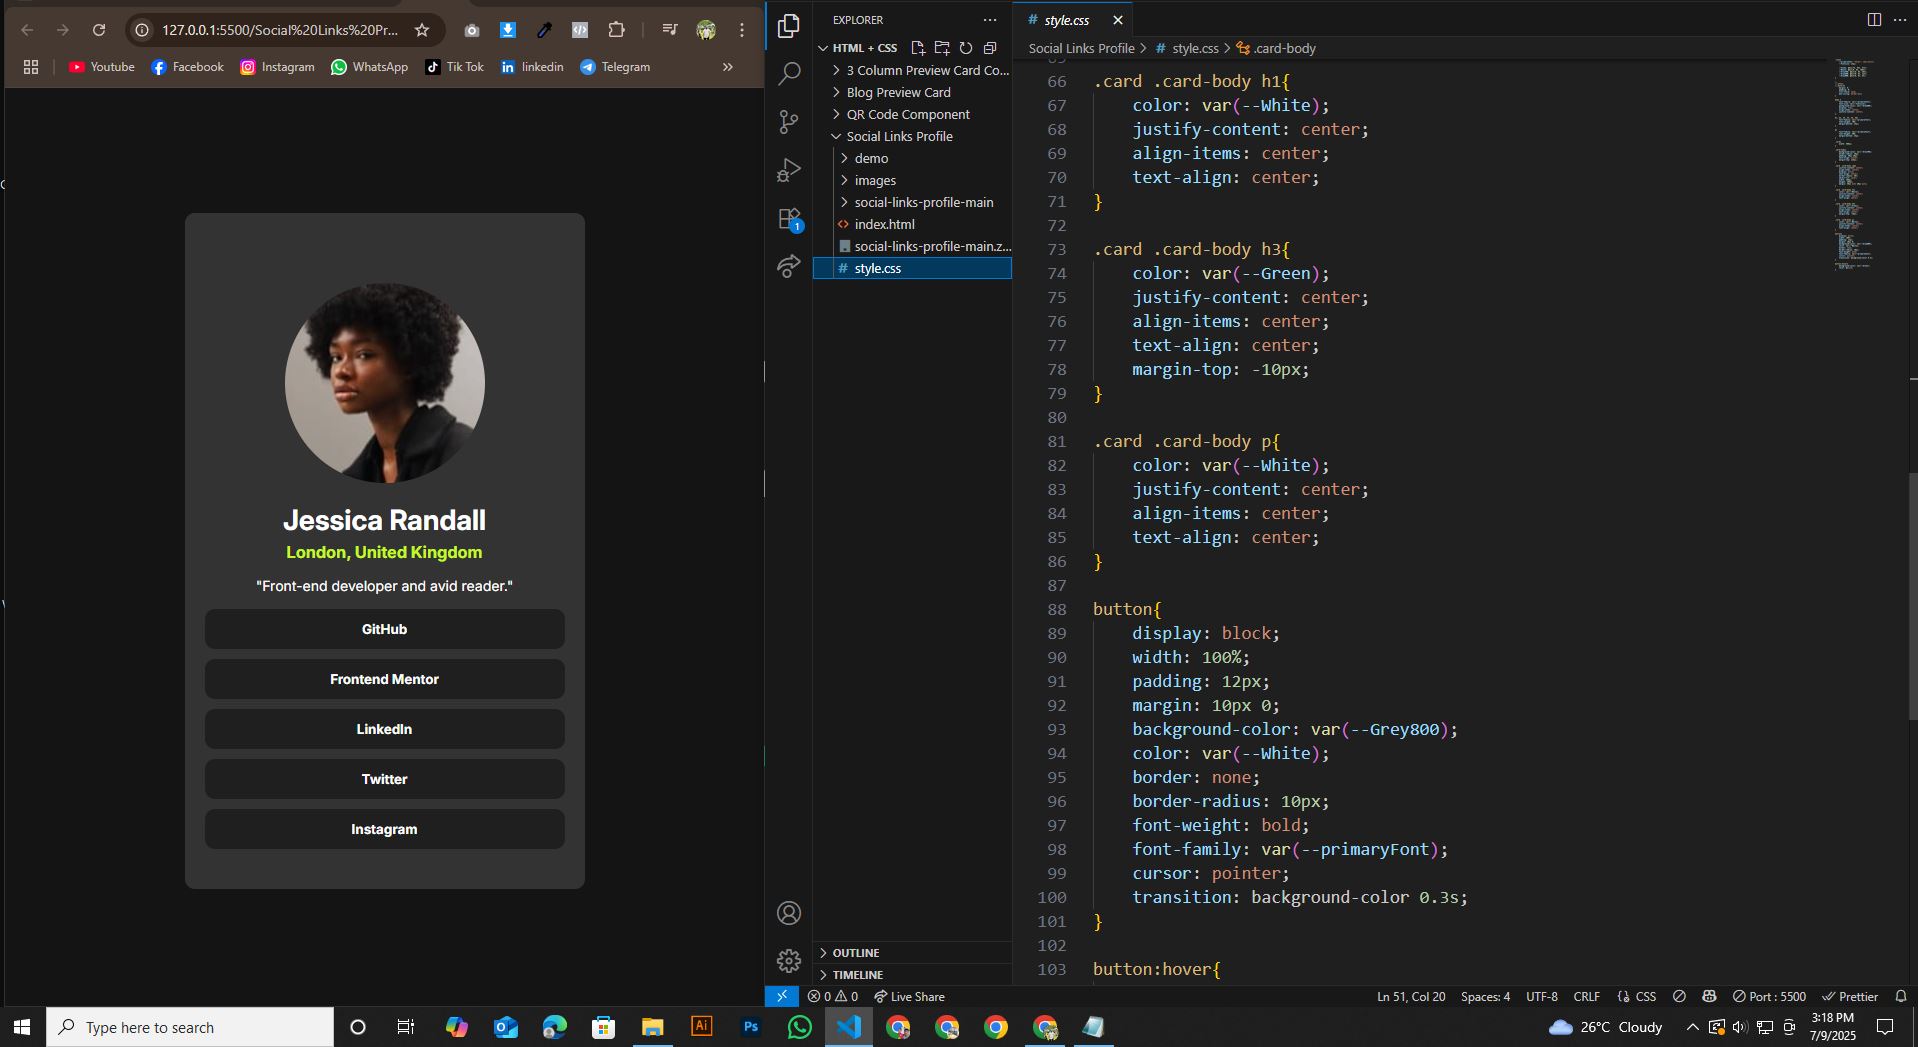 127.0.0.1:5500/Social%20Links%20Pr...
Youtube
Facebook
Instagram
WhatsApp
Tik Tok
linkedin
Telegram
Jessica Randall
London, United Kingdom
"Front-end developer and avid reader."
GitHub
Frontend Mentor
LinkedIn
Twitter
Instagram
EXPLORER
HTML + CSS
3 Column Preview Card Co...
Blog Preview Card
QR Code Component
Social Links Profile
demo
images
social-links-profile-main
<> index.html
social-links-profile-main.z...
# style.css
OUTLINE
TIMELINE
1
# style.css
Social Links Profile > # style.css > .card-body
66 .card .card-body h1{
67 color: var(--White);
68 justify-content: center;
69 align-items: center;
70 text-align: center;
71 }
72
73 .card .card-body h3{
74 color: var(--Green);
75 justify-content: center;
76 align-items: center;
77 text-align: center;
78 margin-top: -10px;
79 }
80
81 .card .card-body p{
82 color: var(--White);
83 justify-content: center;
84 align-items: center;
85 text-align: center;
86 }
87
88 button{
89 display: block;
90 width: 100%;
91 padding: 12px;
92 margin: 10px 0;
93 background-color: var(--Grey800);
94 color: var(--White);
95 border: none;
96 border-radius: 10px;
97 font-weight: bold;
98 font-family: var(--primaryFont);
99 cursor: pointer;
100 transition: background-color 0.3s;
101 }
102
103 button:hover{
0 0 Live Share
Ln 51, Col 20 Spaces: 4 UTF-8 CRLF {} CSS Port : 5500 Prettier
Type here to search
Ai
Ps
26°C Cloudy
3:18 PM
7/9/2025